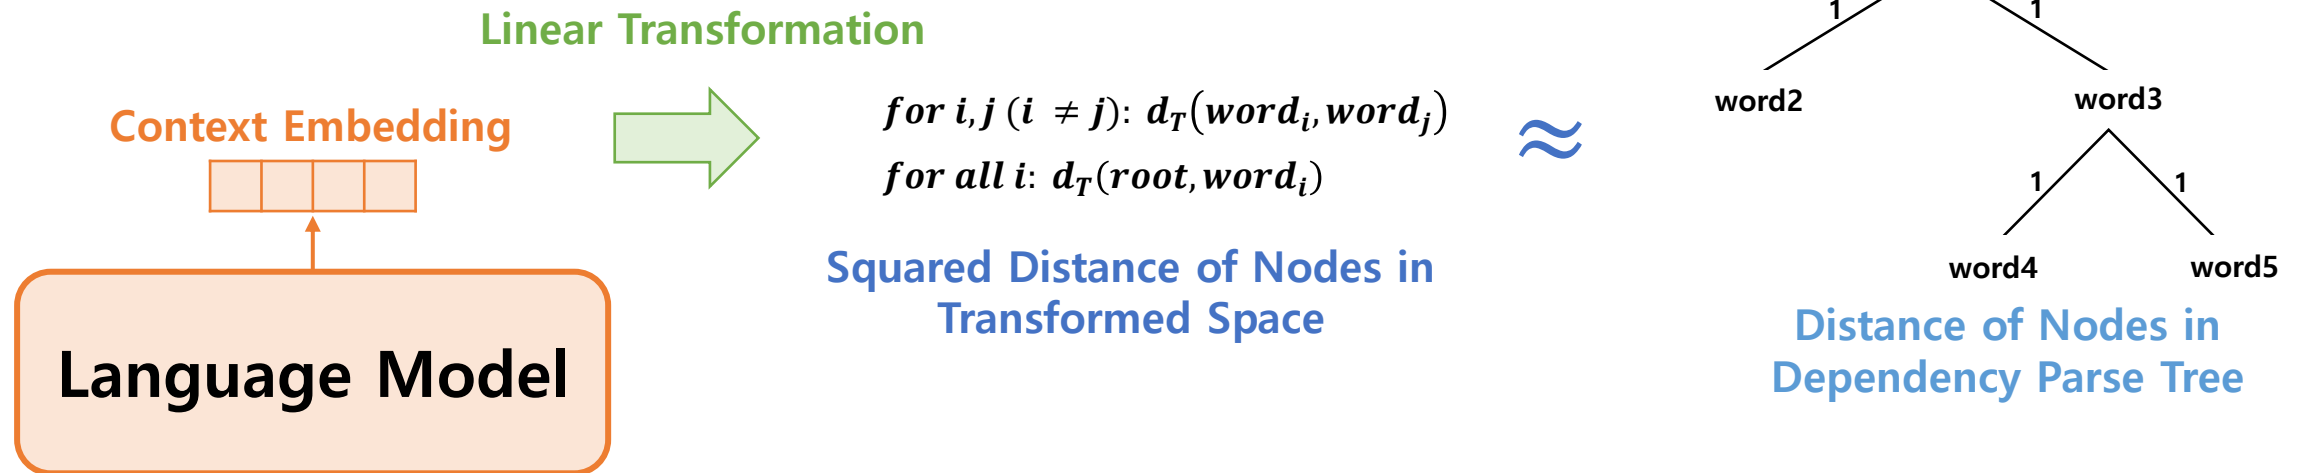 Linear Transformation
Context Embedding
Language Model
for i, j (i ≠ j): d_T(word_i, word_j)
for all i: d_T(root, word_i)
Squared Distance of Nodes in
Transformed Space
≈
1 1
word2 word3
1 1
word4 word5
Distance of Nodes in
Dependency Parse Tree